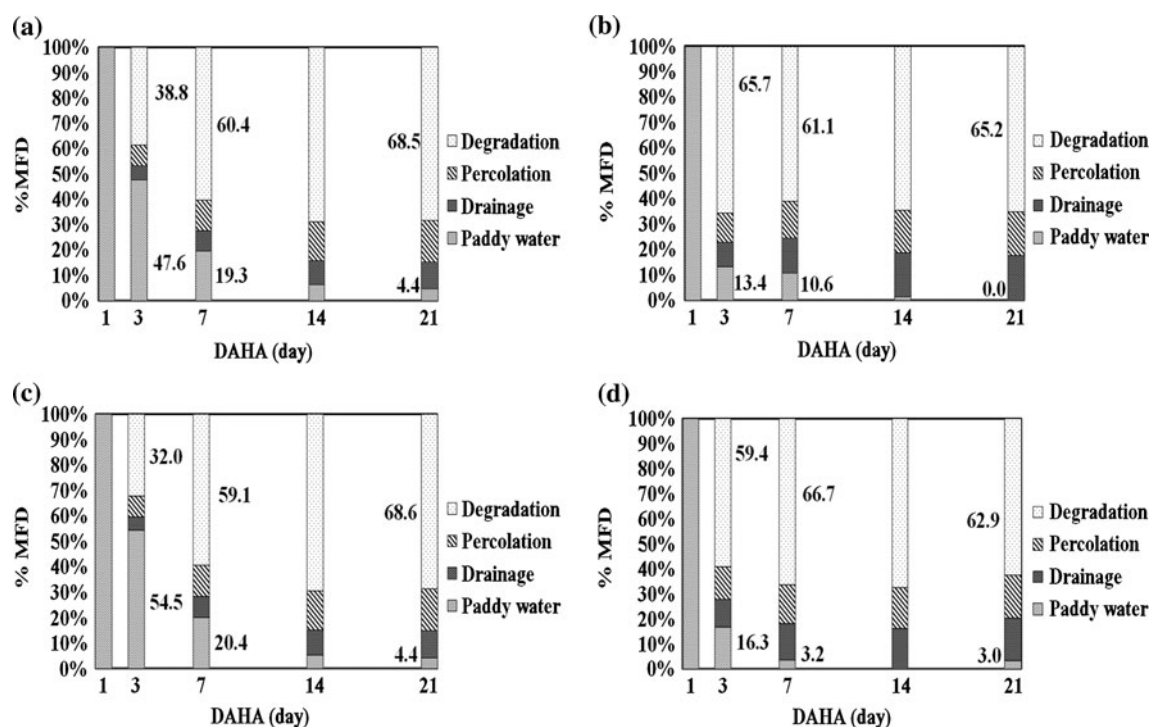 (a)
100%
90%
80%
70%
60%
50%
40%
30%
20%
10%
0%
%MFD
38.8
60.4
68.5
47.6
19.3
4.4
1 3 7 14 21
DAHA (day)
Degradation
Percolation
Drainage
Paddy water
(b)
100%
90%
80%
70%
60%
50%
40%
30%
20%
10%
0%
% MFD
65.7
61.1
65.2
13.4
10.6
0.0
1 3 7 14 21
DAHA (day)
Degradation
Percolation
Drainage
Paddy water
(c)
100%
90%
80%
70%
60%
50%
40%
30%
20%
10%
0%
% MFD
32.0
59.1
68.6
54.5
20.4
4.4
1 3 7 14 21
DAHA (day)
Degradation
Percolation
Drainage
Paddy water
(d)
100%
90%
80%
70%
60%
50%
40%
30%
20%
10%
0%
% MFD
59.4
66.7
62.9
16.3
3.2
3.0
1 3 7 14 21
DAHA (day)
Degradation
Percolation
Drainage
Paddy water